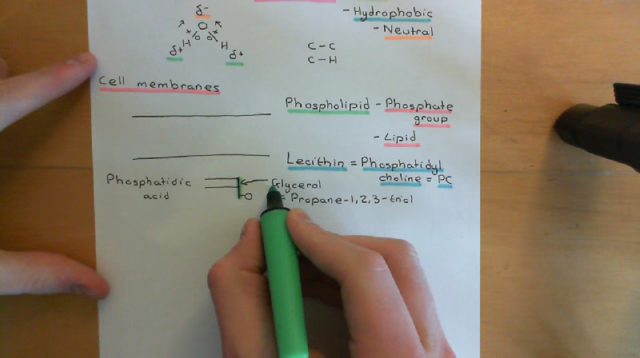 - Hydrophobic
- Neutral
δ-
O
H
H
δ+
δ+
C-C
C-H
Cell membranes
Phospholipid - Phosphate group
- Lipid
Lecithin = Phosphatidyl choline = PC
Phosphatidic acid
Glycerol
= Propane-1,2,3-triol
O